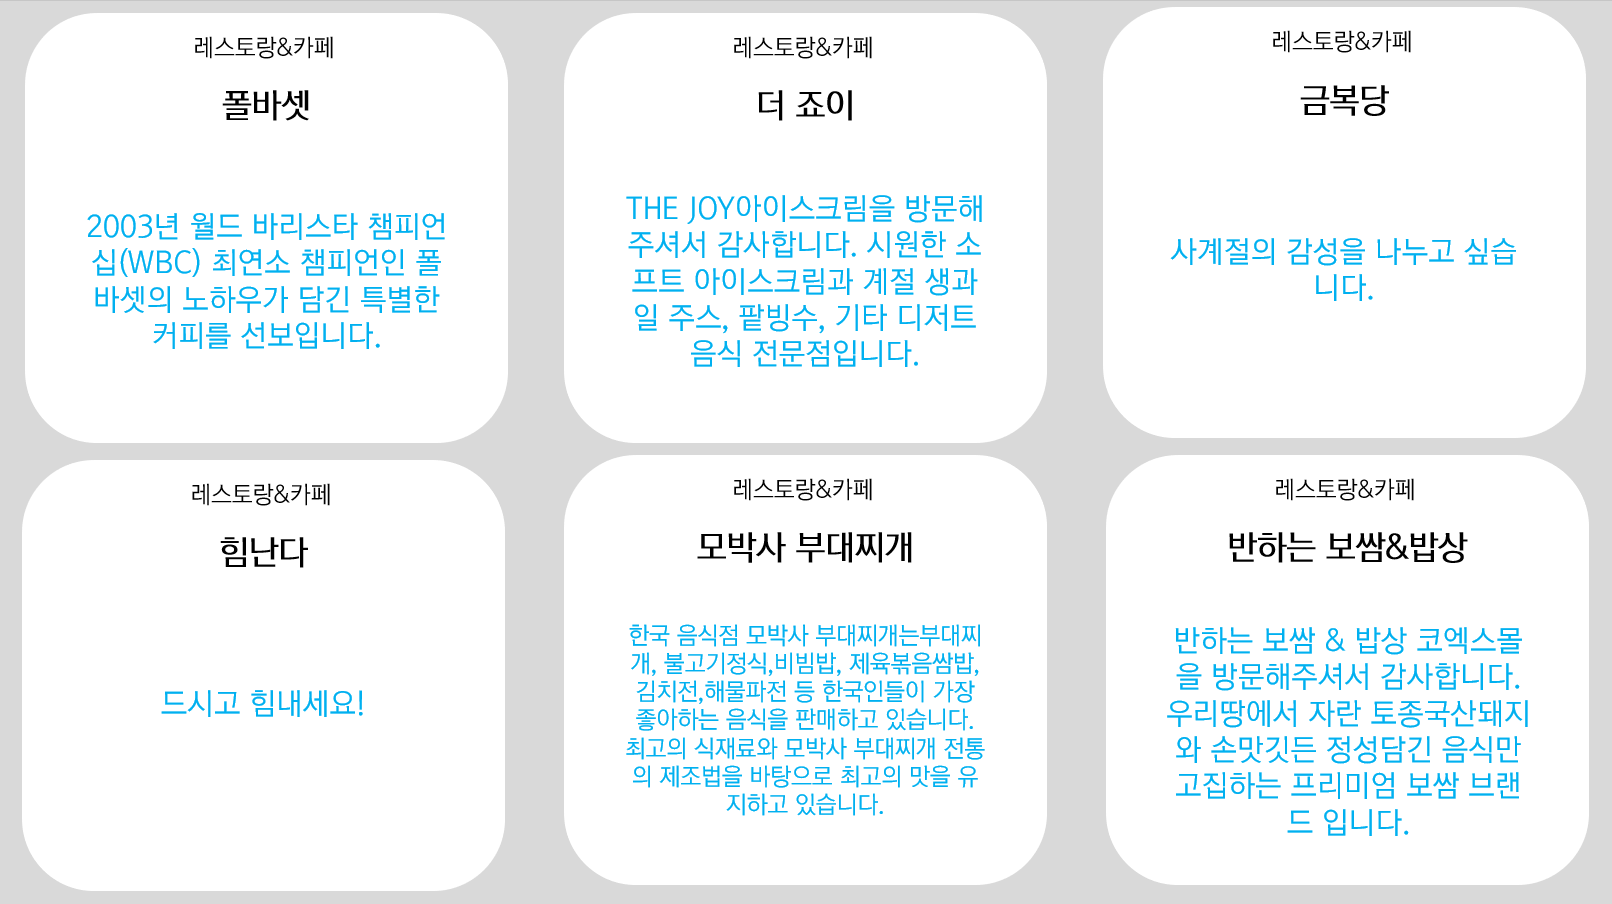 레스토랑&카페
폴바셋
2003년 월드 바리스타 챔피언
십(WBC) 최연소 챔피언인 폴
바셋의 노하우가 담긴 특별한
커피를 선보입니다.
레스토랑&카페
더 죠이
THE JOY아이스크림을 방문해
주셔서 감사합니다. 시원한 소
프트 아이스크림과 계절 생과
일 주스, 팥빙수, 기타 디저트
음식 전문점입니다.
레스토랑&카페
금복당
사계절의 감성을 나누고 싶습
니다.
레스토랑&카페
힘난다
드시고 힘내세요!
레스토랑&카페
모박사 부대찌개
한국 음식점 모박사 부대찌개는부대찌
개, 불고기정식,비빔밥, 제육볶음쌈밥,
김치전,해물파전 등 한국인들이 가장
좋아하는 음식을 판매하고 있습니다.
최고의 식재료와 모박사 부대찌개 전통
의 제조법을 바탕으로 최고의 맛을 유
지하고 있습니다.
레스토랑&카페
반하는 보쌈&밥상
반하는 보쌈 & 밥상 코엑스몰
을 방문해주셔서 감사합니다.
우리땅에서 자란 토종국산돼지
와 손맛깃든 정성담긴 음식만
고집하는 프리미엄 보쌈 브랜
드 입니다.